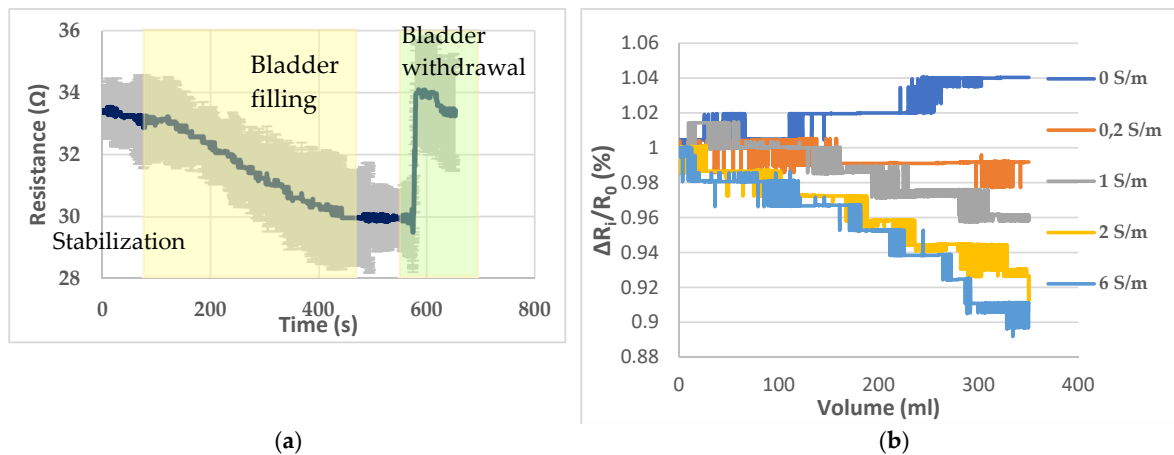 36
34
32
30
28
Resistance (Ω)
Stabilization
Bladder
filling
Bladder
withdrawal
0
200
400
600
800
Time (s)
(a)
1.06
1.04
1.02
1
0.98
0.96
0.94
0.92
0.9
0.88
ΔRi/R0 (%)
0 S/m
0,2 S/m
1 S/m
2 S/m
6 S/m
0
100
200
300
400
Volume (ml)
(b)